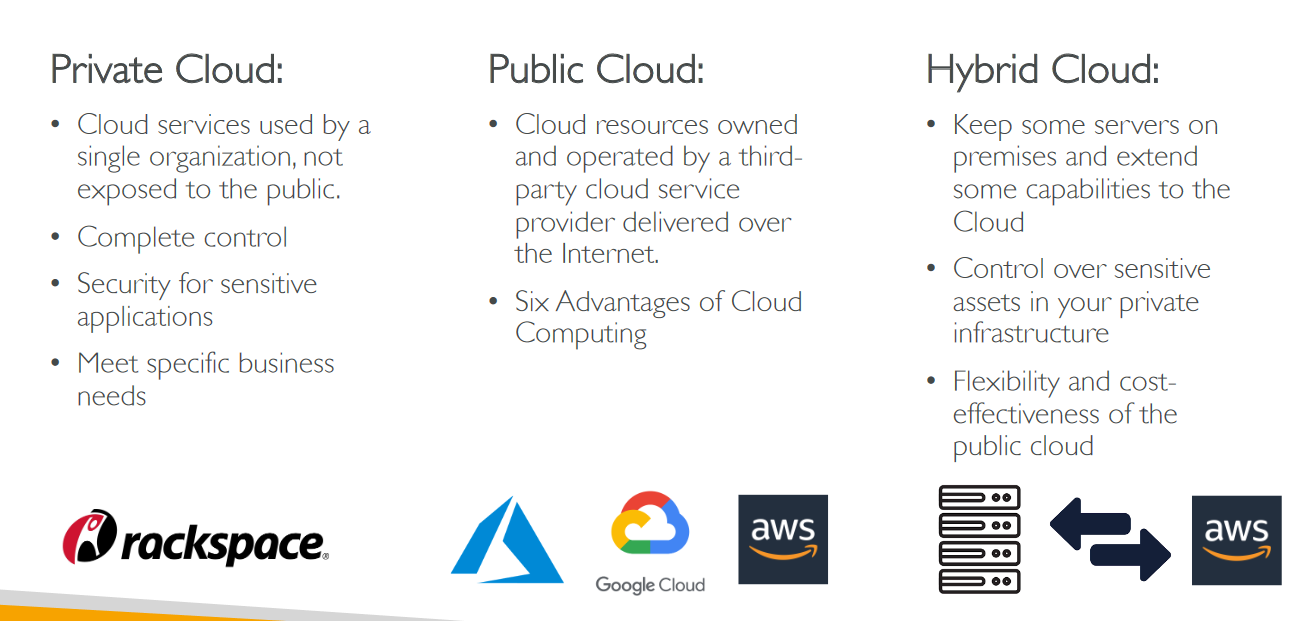 Private Cloud:
• Cloud services used by a
single organization, not
exposed to the public.
• Complete control
• Security for sensitive
applications
• Meet specific business
needs
rackspace®
Public Cloud:
• Cloud resources owned
and operated by a third-
party cloud service
provider delivered over
the Internet.
• Six Advantages of Cloud
Computing
Google Cloud
aws
Hybrid Cloud:
• Keep some servers on
premises and extend
some capabilities to the
Cloud
• Control over sensitive
assets in your private
infrastructure
• Flexibility and cost-
effectiveness of the
public cloud
aws